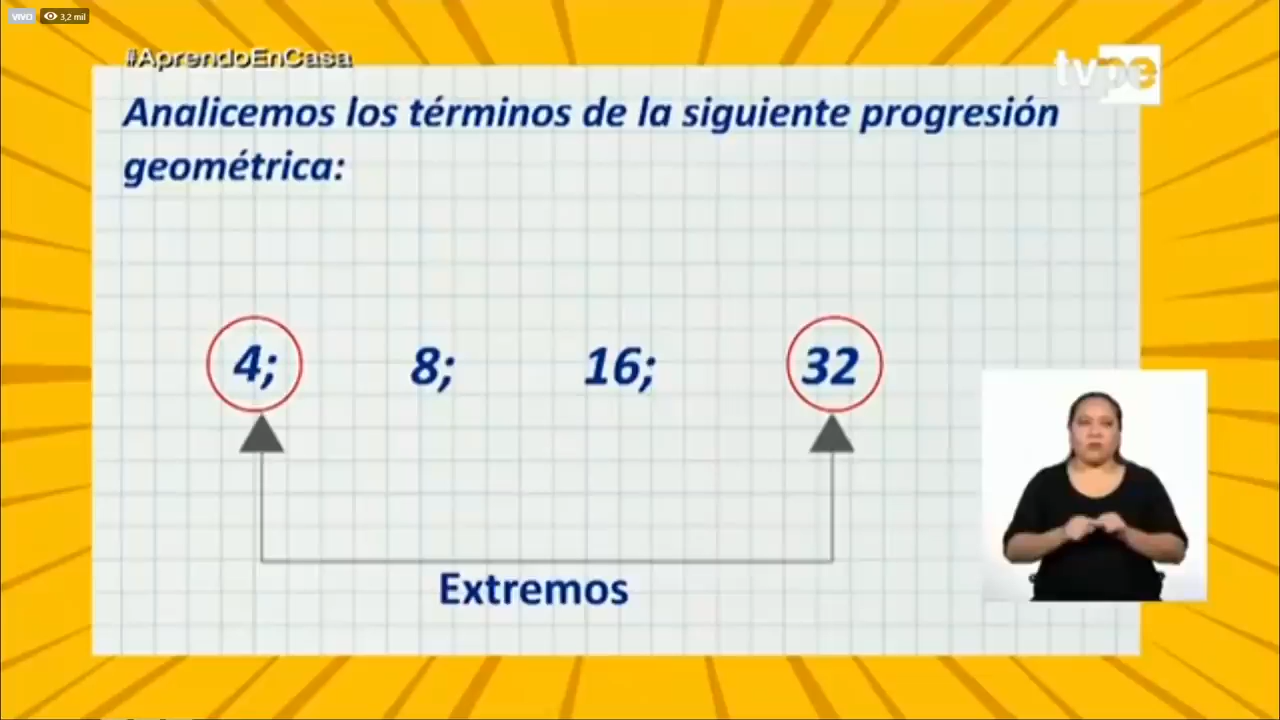 VIVO 3,2 mil
#AprendoEnCasa
tvpe
Analicemos los términos de la siguiente progresión
geométrica:
4; 8; 16; 32
Extremos